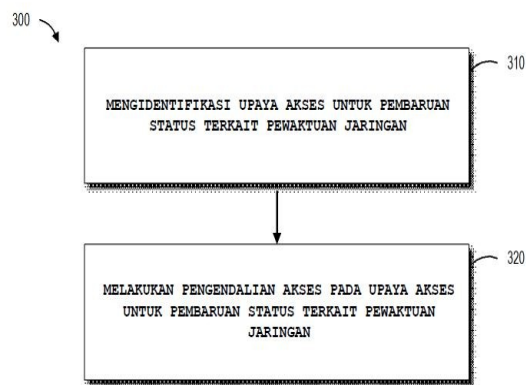 300
310
MENGIDENTIFIKASI UPAYA AKSES UNTUK PEMBARUAN
STATUS TERKAIT PEWAKTUAN JARINGAN
320
MELAKUKAN PENGENDALIAN AKSES PADA UPAYA AKSES
UNTUK PEMBARUAN STATUS TERKAIT PEWAKTUAN
JARINGAN